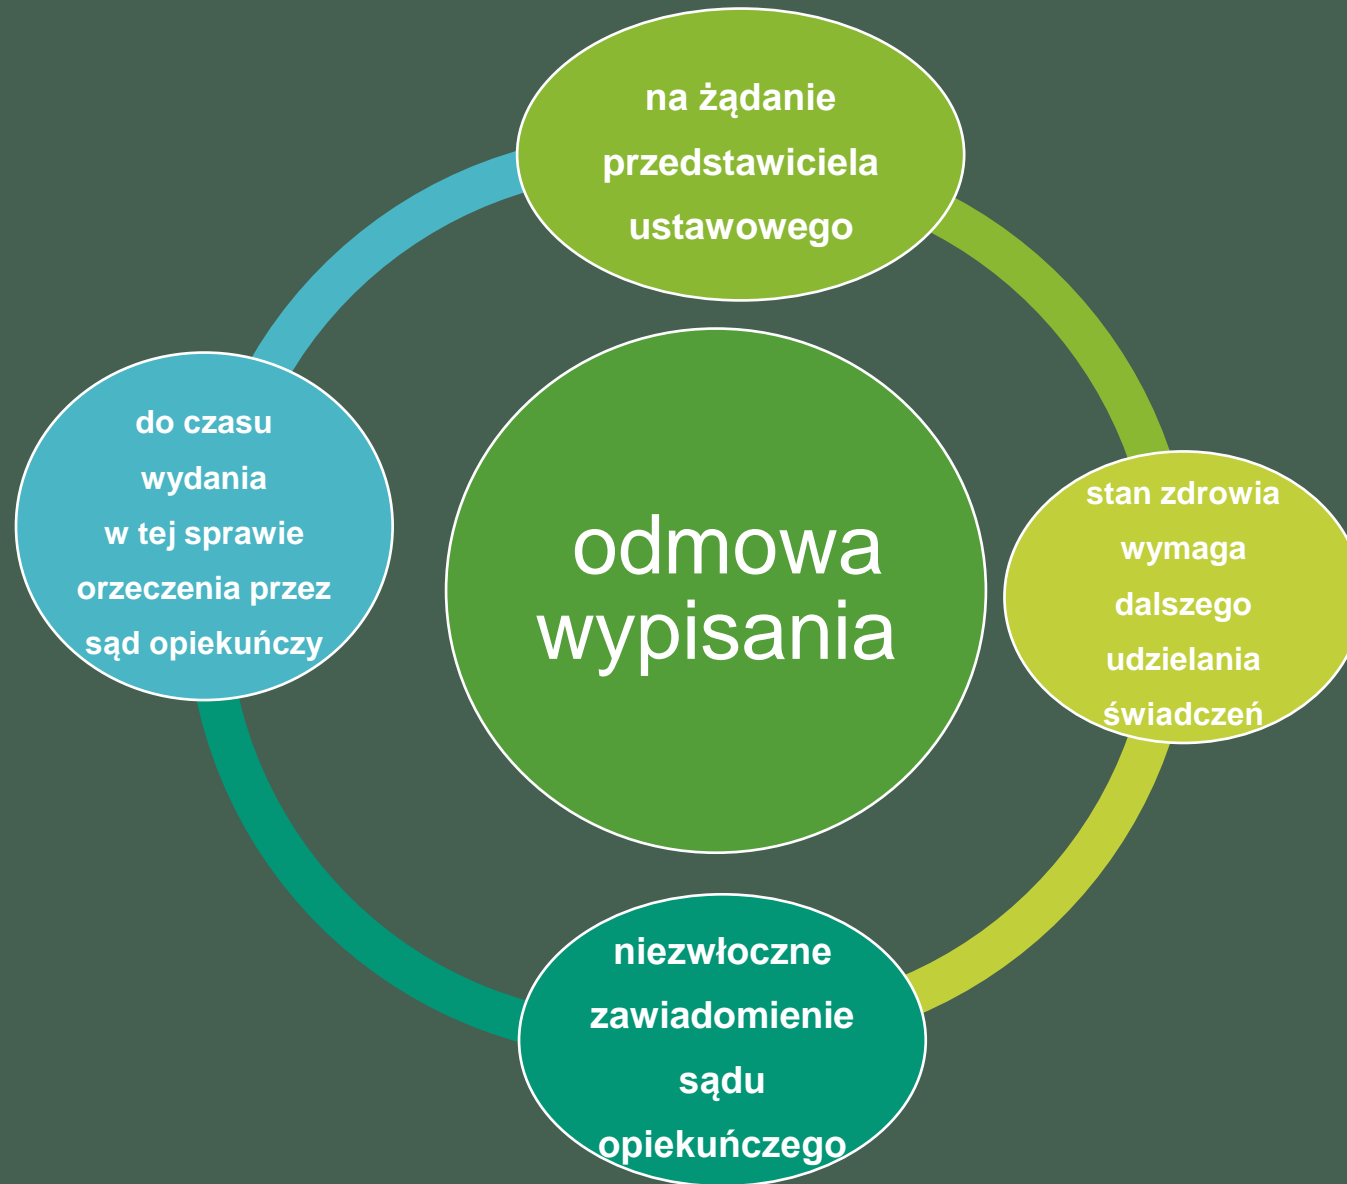 na żądanie
przedstawiciela
ustawowego
stan zdrowia
wymaga
dalszego
udzielania
świadczeń
niezwłoczne
zawiadomienie
sądu
opiekuńczego
do czasu
wydania
w tej sprawie
orzeczenia przez
sąd opiekuńczy
odmowa
wypisania